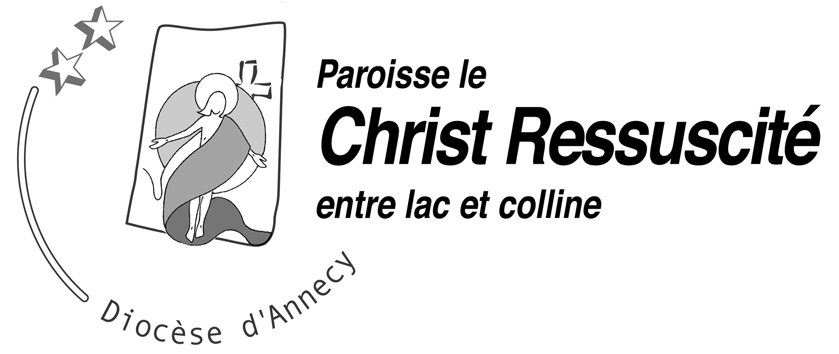 Paroisse le
Christ Ressuscité
entre lac et colline
Diocèse d'Annecy